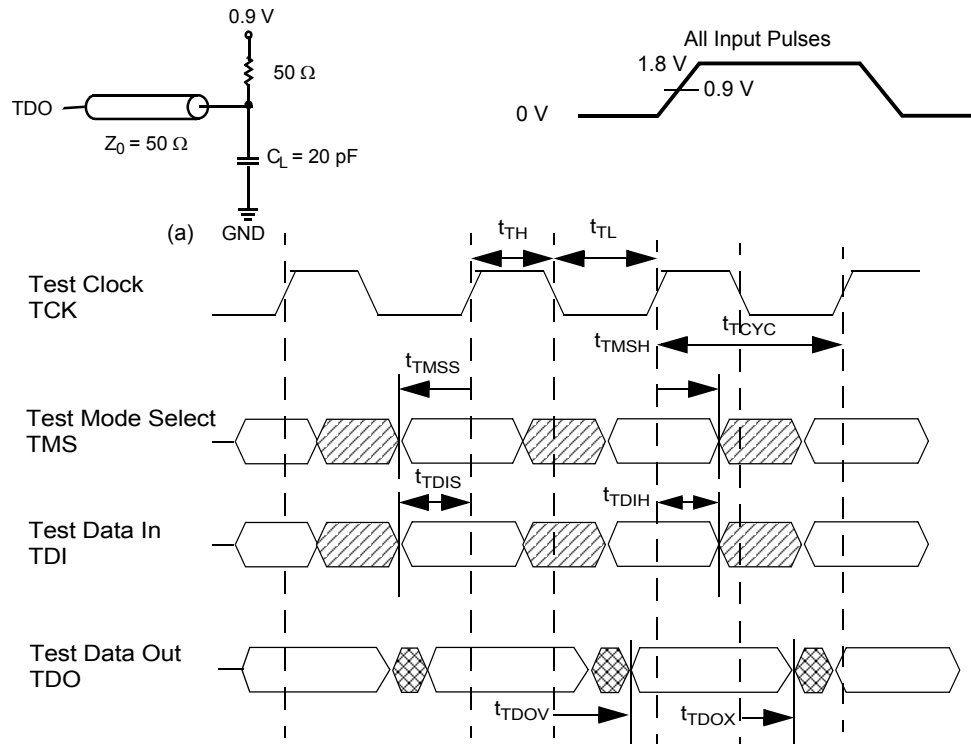 0.9 V
50 Ω
TDO
Z0 = 50 Ω
CL = 20 pF
(a)
GND
All Input Pulses
1.8 V
0.9 V
0 V
tTH
tTL
Test Clock
TCK
tTCYC
tTMSH
tTMSS
Test Mode Select
TMS
tTDIS
tTDIH
Test Data In
TDI
Test Data Out
TDO
tTDOV
tTDOX